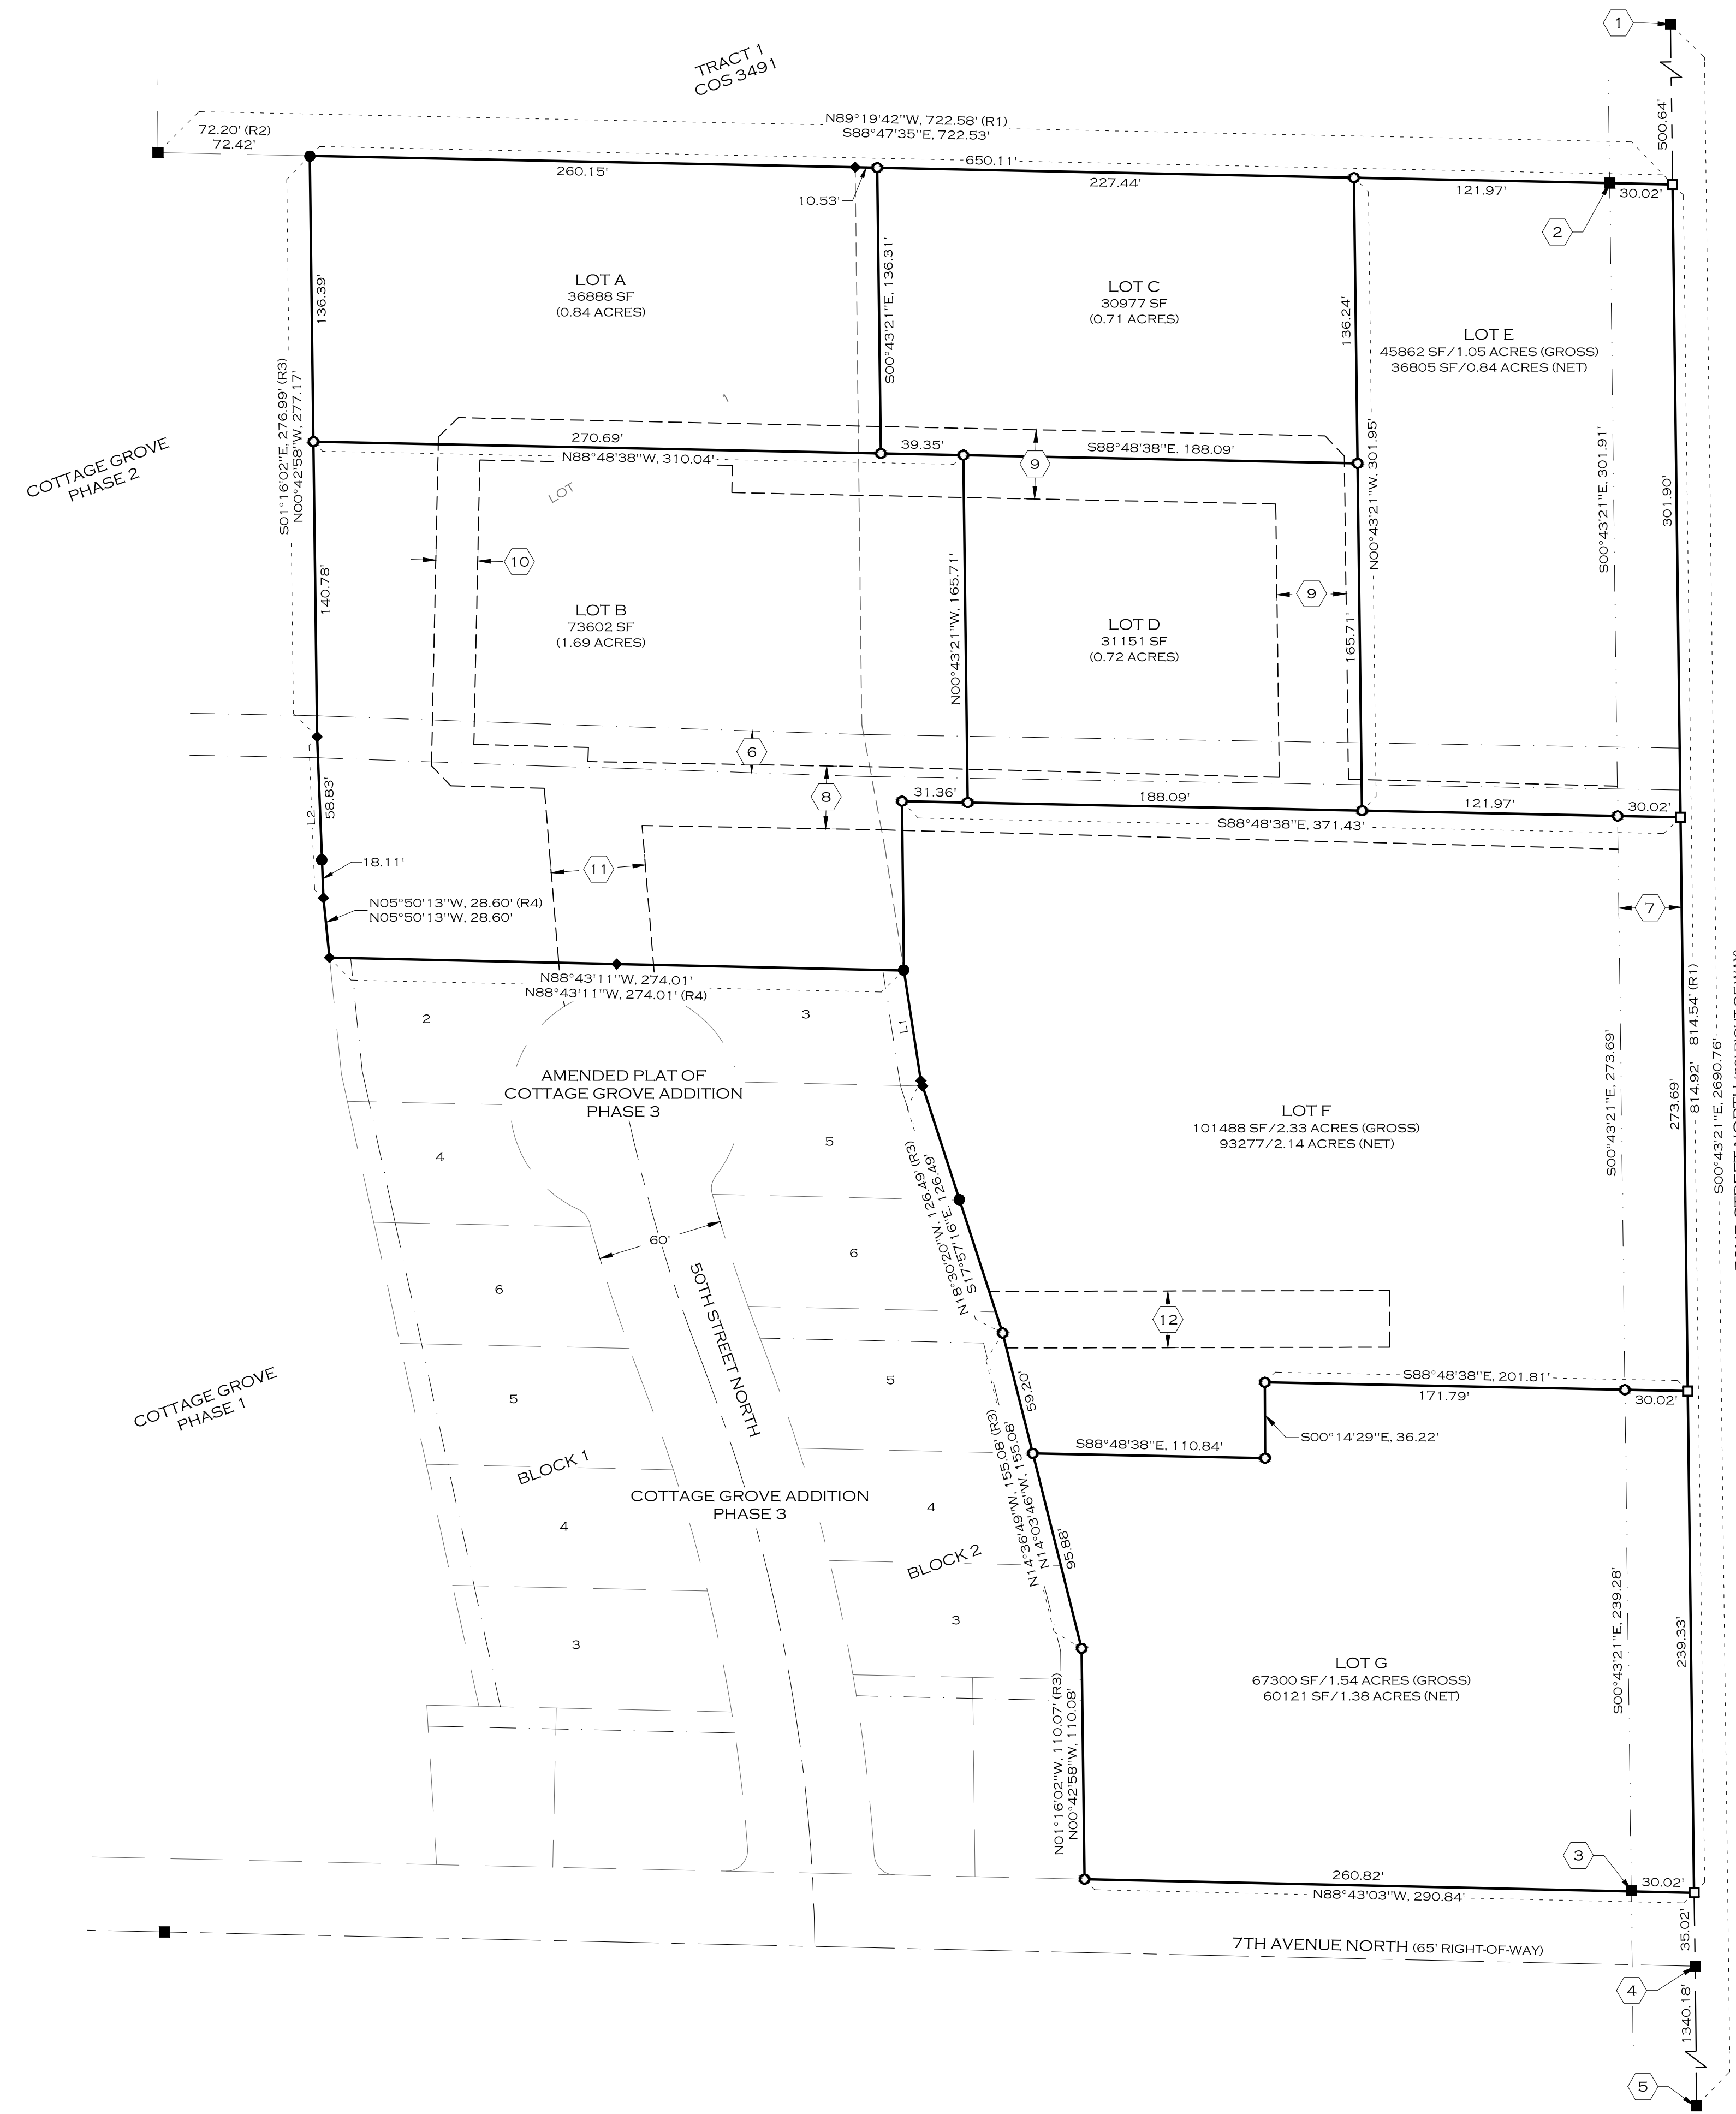 1
TRACT 1
COS 3491
500.64'
N89°19'42"W, 722.58' (R1)
S88°47'35"E, 722.53'
72.20' (R2)
72.42'
650.11'
260.15'
10.53'
227.44'
121.97'
30.02'
2
136.39'
S00°43'21"E, 136.31'
136.24'
LOT A
36888 SF
(0.84 ACRES)
LOT C
30977 SF
(0.71 ACRES)
LOT E
45862 SF/1.05 ACRES (GROSS)
36805 SF/0.84 ACRES (NET)
S01°16'02"E, 276.99' (R3)
N00°42'58"W, 277.17'
N00°43'21"W, 301.95'
S00°43'21"E, 301.91'
301.90'
COTTAGE GROVE
PHASE 2
1
LOT
270.69'
N88°48'38"W, 310.04'
39.35'
S88°48'38"E, 188.09'
9
10
9
140.78'
N00°43'21"W, 165.71'
165.71'
LOT B
73602 SF
(1.69 ACRES)
LOT D
31151 SF
(0.72 ACRES)
6
8
L2
58.83'
31.36'
188.09'
121.97'
30.02'
S88°48'38"E, 371.43'
18.11'
11
N05°50'13"W, 28.60' (R4)
N05°50'13"W, 28.60'
7
N88°43'11"W, 274.01'
N88°43'11"W, 274.01' (R4)
2
3
L1
AMENDED PLAT OF
COTTAGE GROVE ADDITION
PHASE 3
LOT F
101488 SF/2.33 ACRES (GROSS)
93277/2.14 ACRES (NET)
S00°43'21"E, 273.69'
273.69'
814.92'
814.54' (R1)
S00°43'21"E, 2690.76'
4
5
N18°30'20"W, 126.49' (R3)
S17°57'16"E, 126.49'
60'
6
6
50TH STREET NORTH
12
COTTAGE GROVE
PHASE 1
5
5
59.20'
S88°48'38"E, 201.81'
171.79'
30.02'
S88°48'38"E, 110.84'
S00°14'29"E, 36.22'
N14°36'49"W, 155.08' (R3)
N14°03'46"W, 155.08'
95.88'
BLOCK 1
COTTAGE GROVE ADDITION
PHASE 3
4
4
BLOCK 2
3
3
S00°43'21"E, 239.28'
239.33'
LOT G
67300 SF/1.54 ACRES (GROSS)
60121 SF/1.38 ACRES (NET)
N01°16'02"W, 110.07' (R3)
N00°42'58"W, 110.08'
3
260.82'
30.02'
N88°43'03"W, 290.84'
7TH AVENUE NORTH (65' RIGHT-OF-WAY)
35.02'
4
1340.18'
5